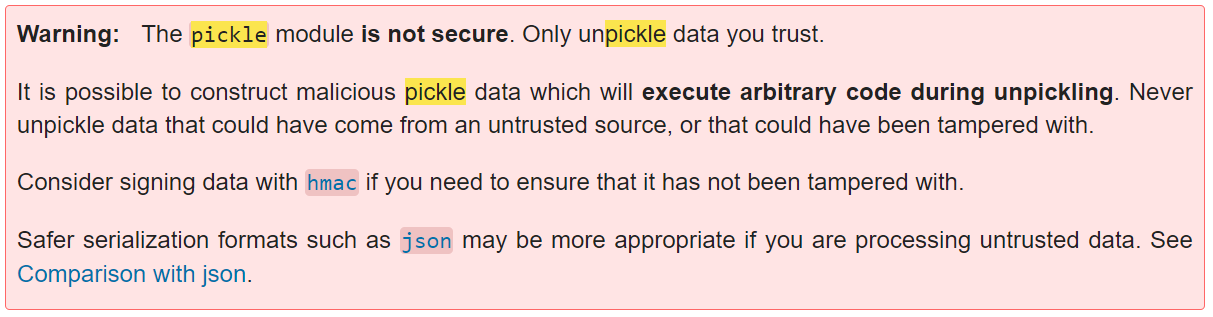 Warning: The pickle module is not secure. Only unpickle data you trust.
It is possible to construct malicious pickle data which will execute arbitrary code during unpickling. Never
unpickle data that could have come from an untrusted source, or that could have been tampered with.
Consider signing data with hmac if you need to ensure that it has not been tampered with.
Safer serialization formats such as json may be more appropriate if you are processing untrusted data. See
Comparison with json.